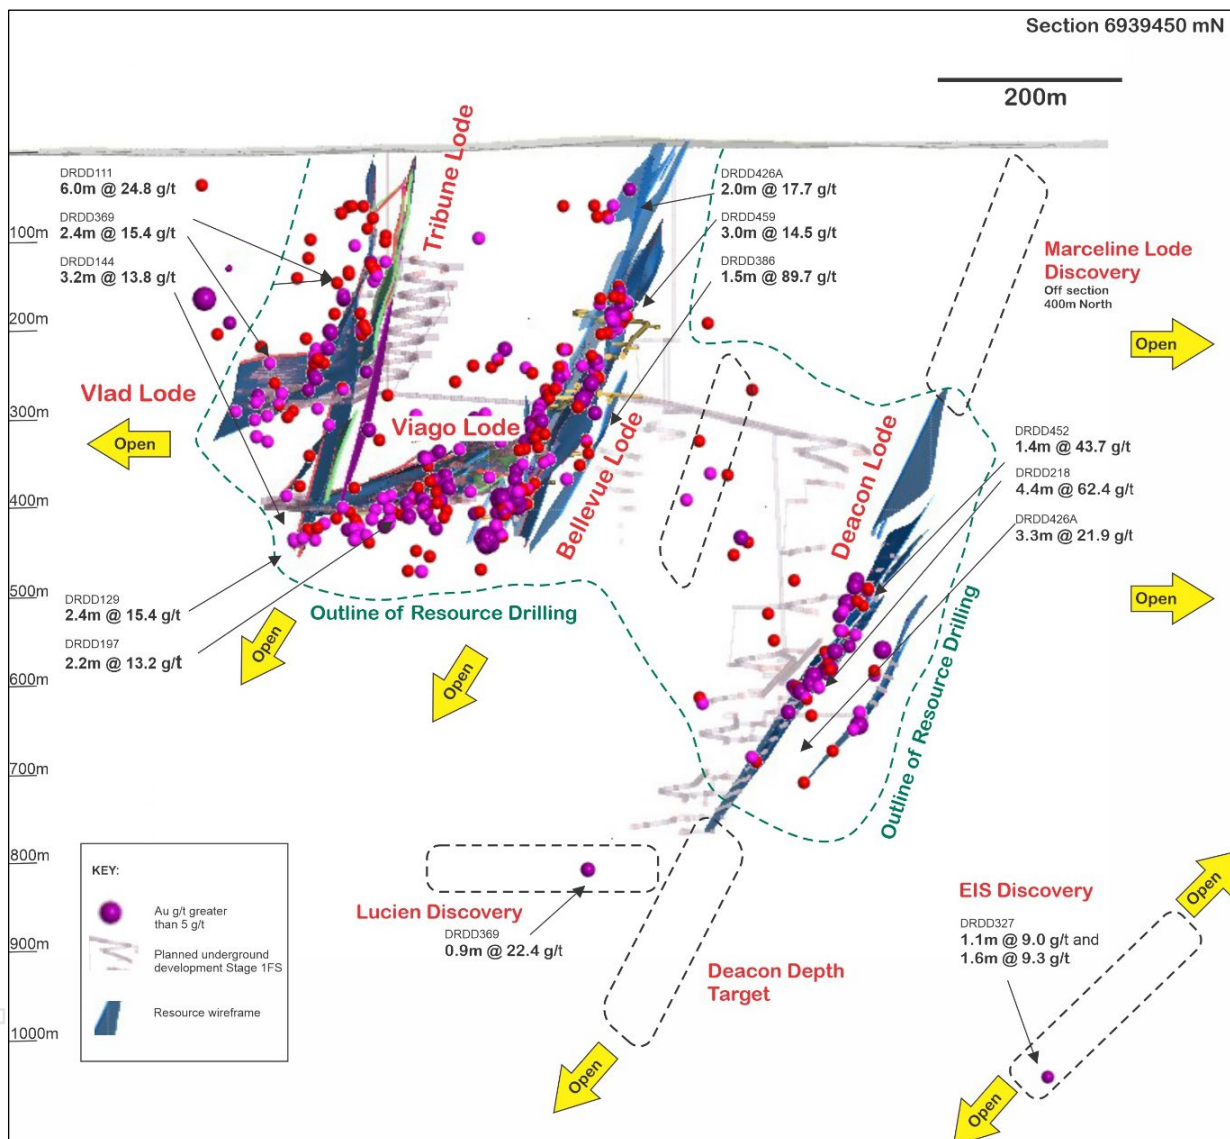 Section 6939450 mN
200m
Tribune Lode
DRDD111
6.0m @ 24.8 g/t
DRDD369
2.4m @ 15.4 g/t
DRDD144
3.2m @ 13.8 g/t
DRDD426A
2.0m @ 17.7 g/t
DRDD459
3.0m @ 14.5 g/t
DRDD386
1.5m @ 89.7 g/t
Marceline Lode
Discovery
Off section
400m North
100m
200m
300m
400m
500m
600m
700m
800m
900m
1000m
Open
Vlad Lode
Open
Viago Lode
Bellevue Lode
Deacon Lode
DRDD452
1.4m @ 43.7 g/t
DRDD218
4.4m @ 62.4 g/t
DRDD426A
3.3m @ 21.9 g/t
Open
DRDD129
2.4m @ 15.4 g/t
DRDD197
2.2m @ 13.2 g/t
Outline of Resource Drilling
Open
Open
Outline of Resource Drilling
KEY:
Au g/t greater
than 5 g/t
Planned underground
development Stage 1FS
Resource wireframe
Lucien Discovery
DRDD369
0.9m @ 22.4 g/t
Deacon Depth
Target
Open
EIS Discovery
DRDD327
1.1m @ 9.0 g/t and
1.6m @ 9.3 g/t
Open
Open